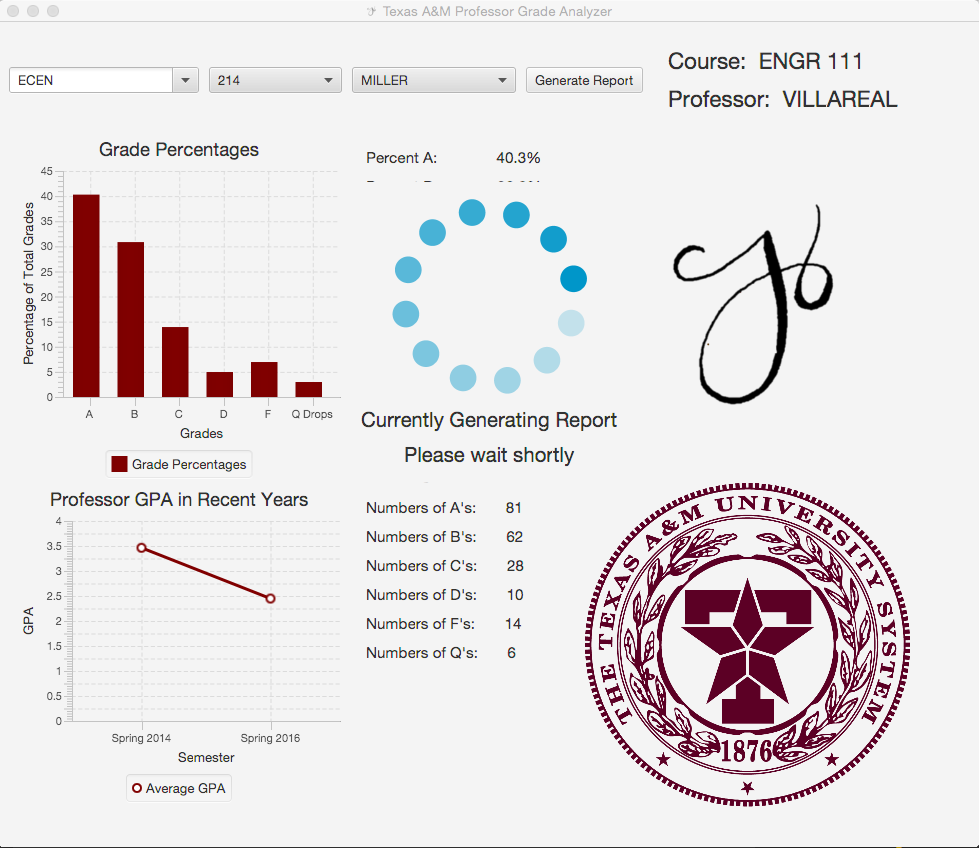 Texas A&M Professor Grade Analyzer
ECEN
214
MILLER
Generate Report
Course: ENGR 111
Professor: VILLAREAL
Grade Percentages
Percentage of Total Grades
45
40
35
30
25
20
15
10
5
0
A
B
C
D
F
Q Drops
Grades
Grade Percentages
Percent A: 40.3%
Currently Generating Report
Please wait shortly
Professor GPA in Recent Years
GPA
4
3.5
3
2.5
2
1.5
1
0.5
0
Spring 2014
Spring 2016
Semester
Average GPA
Numbers of A's: 81
Numbers of B's: 62
Numbers of C's: 28
Numbers of D's: 10
Numbers of F's: 14
Numbers of Q's: 6
THE TEXAS A&M UNIVERSITY SYSTEM
T
1876